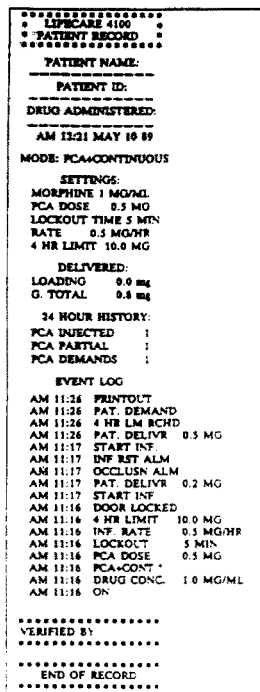 LIFECARE 4100
PATIENT RECORD
PATIENT NAME:
PATIENT ID:
DRUG ADMINISTERED:
AM 12:21 MAY 10 89
MODE: PCA+CONTINUOUS
SETTINGS:
MORPHINE 1 MG/ML
PCA DOSE 0.5 MG
LOCKOUT TIME 5 MIN
RATE 0.5 MG/HR
4 HR LIMIT 10.0 MG
DELIVERED:
LOADING 0.0 mg
G. TOTAL 0.8 mg
24 HOUR HISTORY:
PCA INJECTED 1
PCA PARTIAL 1
PCA DEMANDS 1
EVENT LOG
AM 11:26 PRINTOUT
AM 11:26 PAT. DEMAND
AM 11:26 4 HR LM RCHD
AM 11:26 PAT. DELIVR 0.5 MG
AM 11:17 START INF.
AM 11:17 INF RST ALM
AM 11:17 OCCLUSN ALM
AM 11:17 PAT. DELIVR 0.2 MG
AM 11:17 START INF
AM 11:16 DOOR LOCKED
AM 11:16 4 HR LIMIT 10.0 MG
AM 11:16 INF. RATE 0.5 MG/HR
AM 11:16 LOCKOUT 5 MIN
AM 11:16 PCA DOSE 0.5 MG
AM 11:16 PCA+CONT *
AM 11:16 DRUG CONC. 1.0 MG/ML
AM 11:16 ON
VERIFIED BY
END OF RECORD